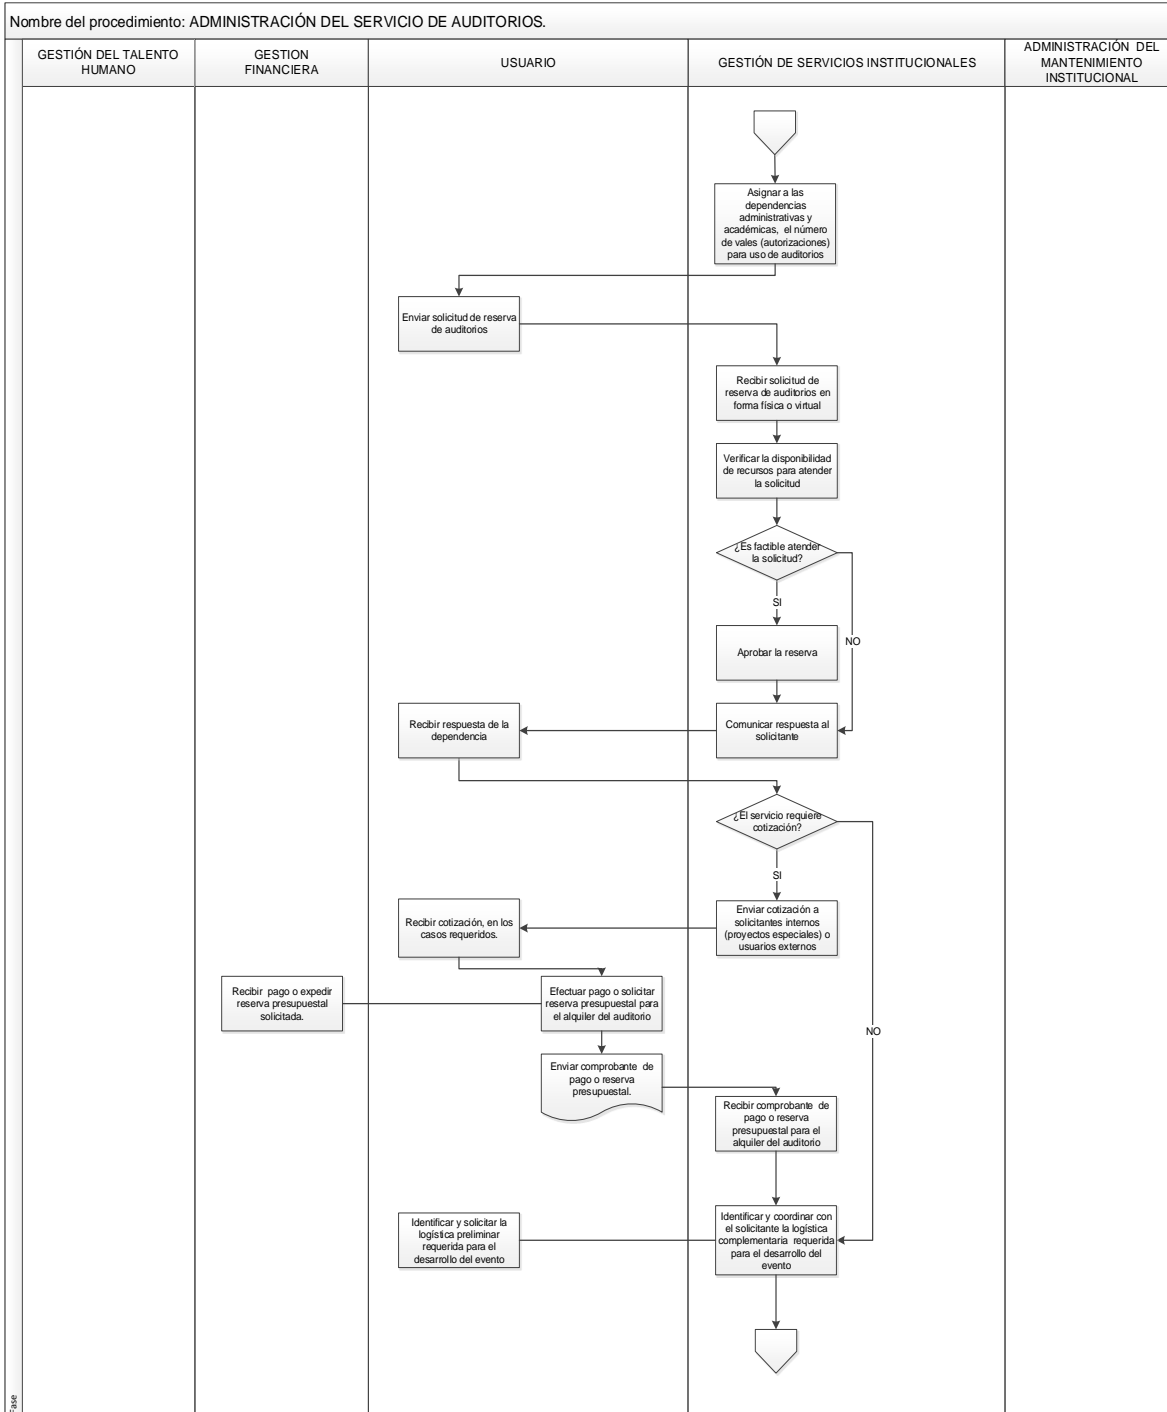 Nombre del procedimiento: ADMINISTRACIÓN DEL SERVICIO DE AUDITORIOS.
GESTIÓN DEL TALENTO
HUMANO
GESTION
FINANCIERA
USUARIO
GESTIÓN DE SERVICIOS INSTITUCIONALES
ADMINISTRACIÓN DEL
MANTENIMIENTO
INSTITUCIONAL
Asignar a las
dependencias
administrativas y
académicas, el número
de vales (autorizaciones)
para uso de auditorios
Enviar solicitud de reserva
de auditorios
Recibir solicitud de
reserva de auditorios en
forma física o virtual
Verificar la disponibilidad
de recursos para atender
la solicitud
¿Es factible atender
la solicitud?
SI
NO
Aprobar la reserva
Comunicar respuesta al
solicitante
Recibir respuesta de la
dependencia
¿El servicio requiere
cotización?
SI
NO
Enviar cotización a
solicitantes internos
(proyectos especiales) o
usuarios externos
Recibir cotización, en los
casos requeridos.
Efectuar pago o solicitar
reserva presupuestal para
el alquiler del auditorio
Recibir pago o expedir
reserva presupuestal
solicitada.
Enviar comprobante de
pago o reserva
presupuestal.
Recibir comprobante de
pago o reserva
presupuestal para el
alquiler del auditorio
Identificar y solicitar la
logística preliminar
requerida para el
desarrollo del evento
Identificar y coordinar con
el solicitante la logística
complementaria requerida
para el desarrollo del
evento
Fase